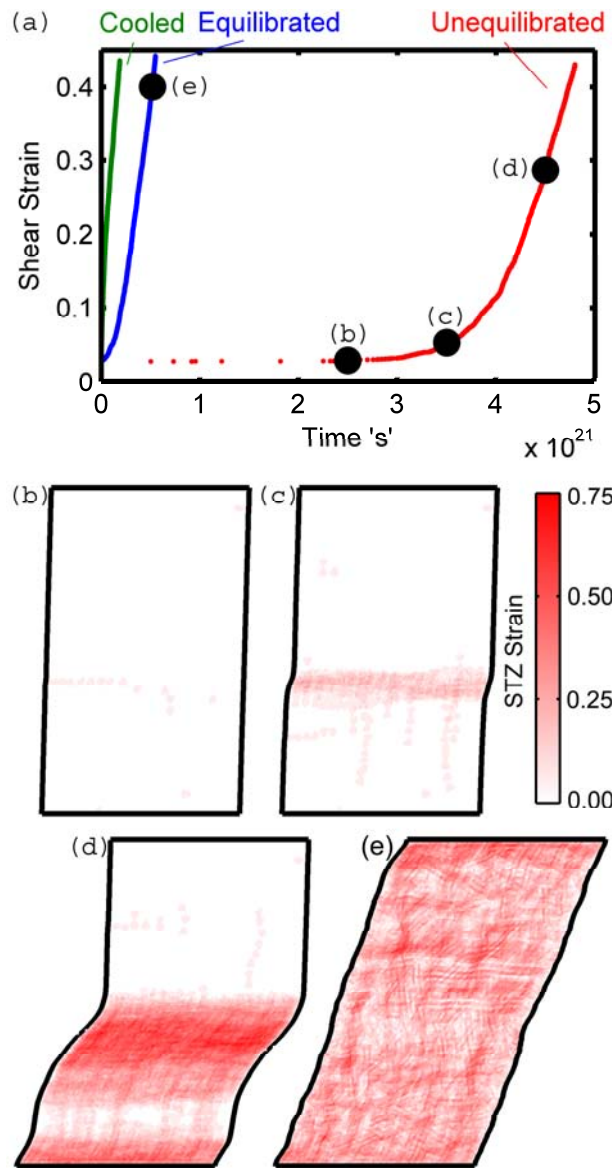 (a)
Cooled
Equilibrated
Unequilibrated
Shear Strain
0.4
0.3
0.2
0.1
0
(e)
(d)
(c)
(b)
0 1 2 3 4 5
Time 's'
x 10^21
(b)
(c)
STZ Strain
0.75
0.50
0.25
0.00
(d)
(e)